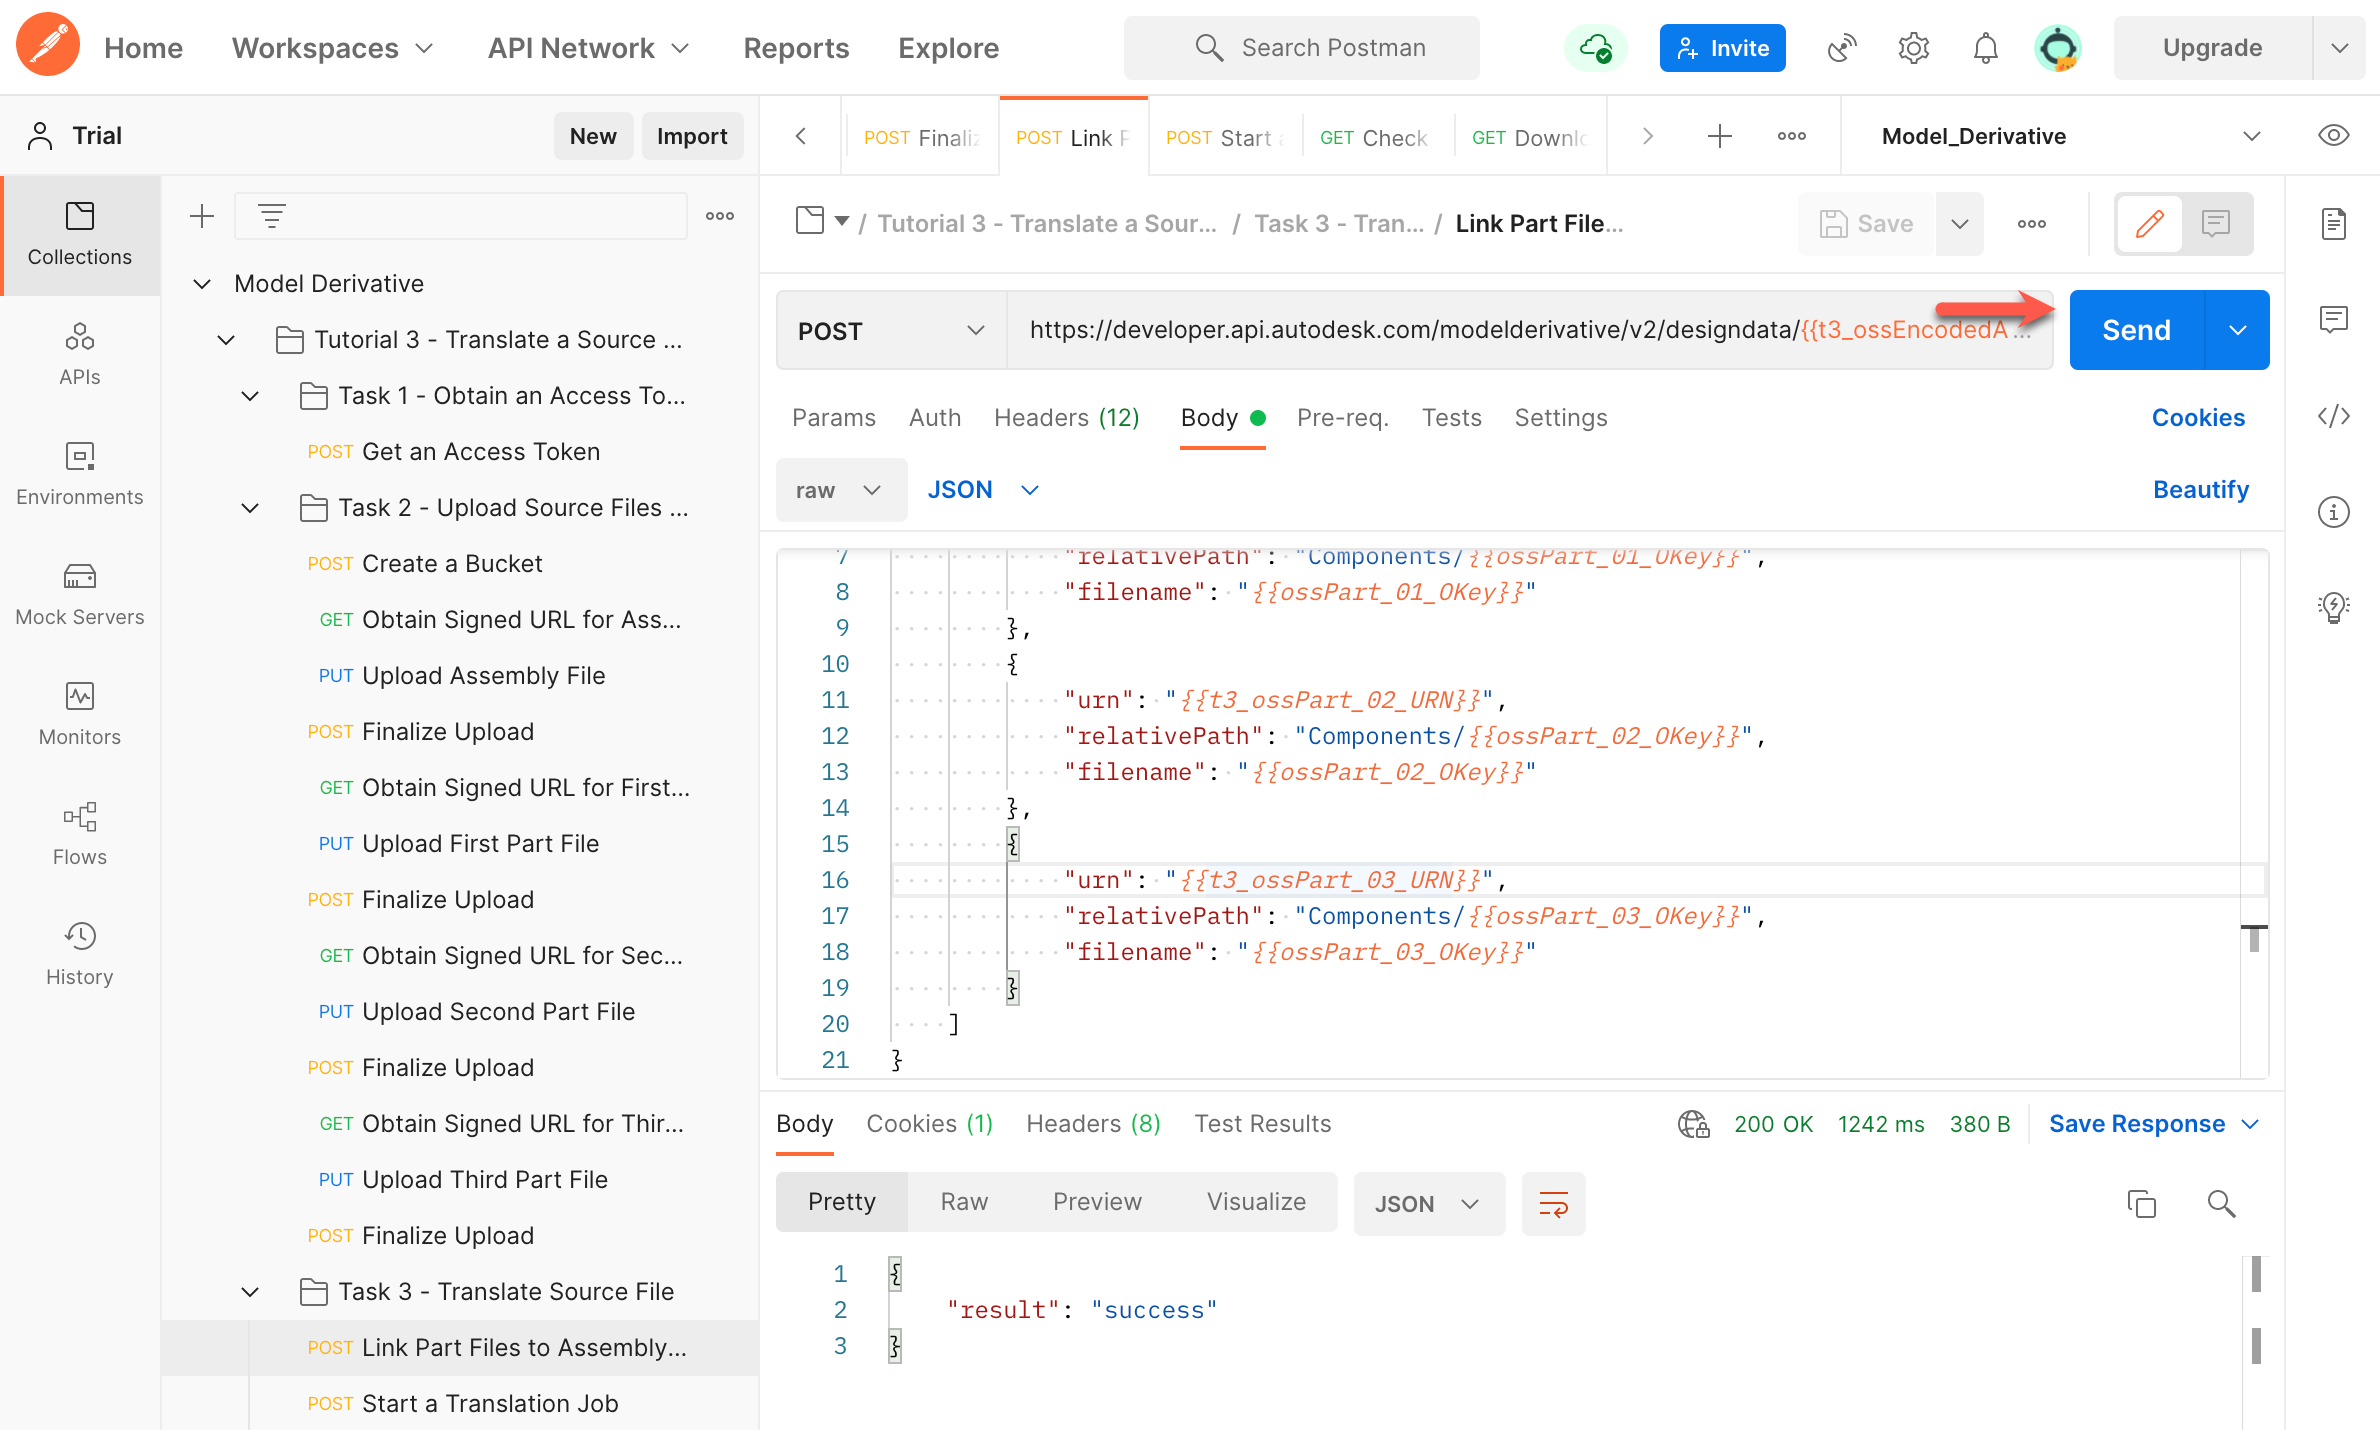 Home
Workspaces
API Network
Reports
Explore
Search Postman
Invite
Upgrade
Trial
New
Import
POST Finaliz
POST Link P
POST Start a
GET Check
GET Downlo
Model_Derivative
Collections
APIs
Environments
Mock Servers
Monitors
Flows
History
Model Derivative
Tutorial 3 - Translate a Source ...
Task 1 - Obtain an Access To...
POST Get an Access Token
Task 2 - Upload Source Files ...
POST Create a Bucket
GET Obtain Signed URL for Ass...
PUT Upload Assembly File
POST Finalize Upload
GET Obtain Signed URL for First...
PUT Upload First Part File
POST Finalize Upload
GET Obtain Signed URL for Sec...
PUT Upload Second Part File
POST Finalize Upload
GET Obtain Signed URL for Thir...
PUT Upload Third Part File
POST Finalize Upload
Task 3 - Translate Source File
POST Link Part Files to Assembly...
POST Start a Translation Job
/ Tutorial 3 - Translate a Sour... / Task 3 - Tran... / Link Part File...
Save
POST
https://developer.api.autodesk.com/modelderivative/v2/designdata/{{t3_ossEncodedA ...
Send
Params
Auth
Headers (12)
Body
Pre-req.
Tests
Settings
Cookies
raw
JSON
Beautify
7 "relativePath": "Components/{{ossPart_01_OKey}}",
8 "filename": "{{ossPart_01_OKey}}"
9 },
10 {
11 "urn": "{{t3_ossPart_02_URN}}",
12 "relativePath": "Components/{{ossPart_02_OKey}}",
13 "filename": "{{ossPart_02_OKey}}"
14 },
15 {
16 "urn": "{{t3_ossPart_03_URN}}",
17 "relativePath": "Components/{{ossPart_03_OKey}}",
18 "filename": "{{ossPart_03_OKey}}"
19 }
20 ]
21 }
Body
Cookies (1)
Headers (8)
Test Results
200 OK
1242 ms
380 B
Save Response
Pretty
Raw
Preview
Visualize
JSON
1 {
2 "result": "success"
3 }